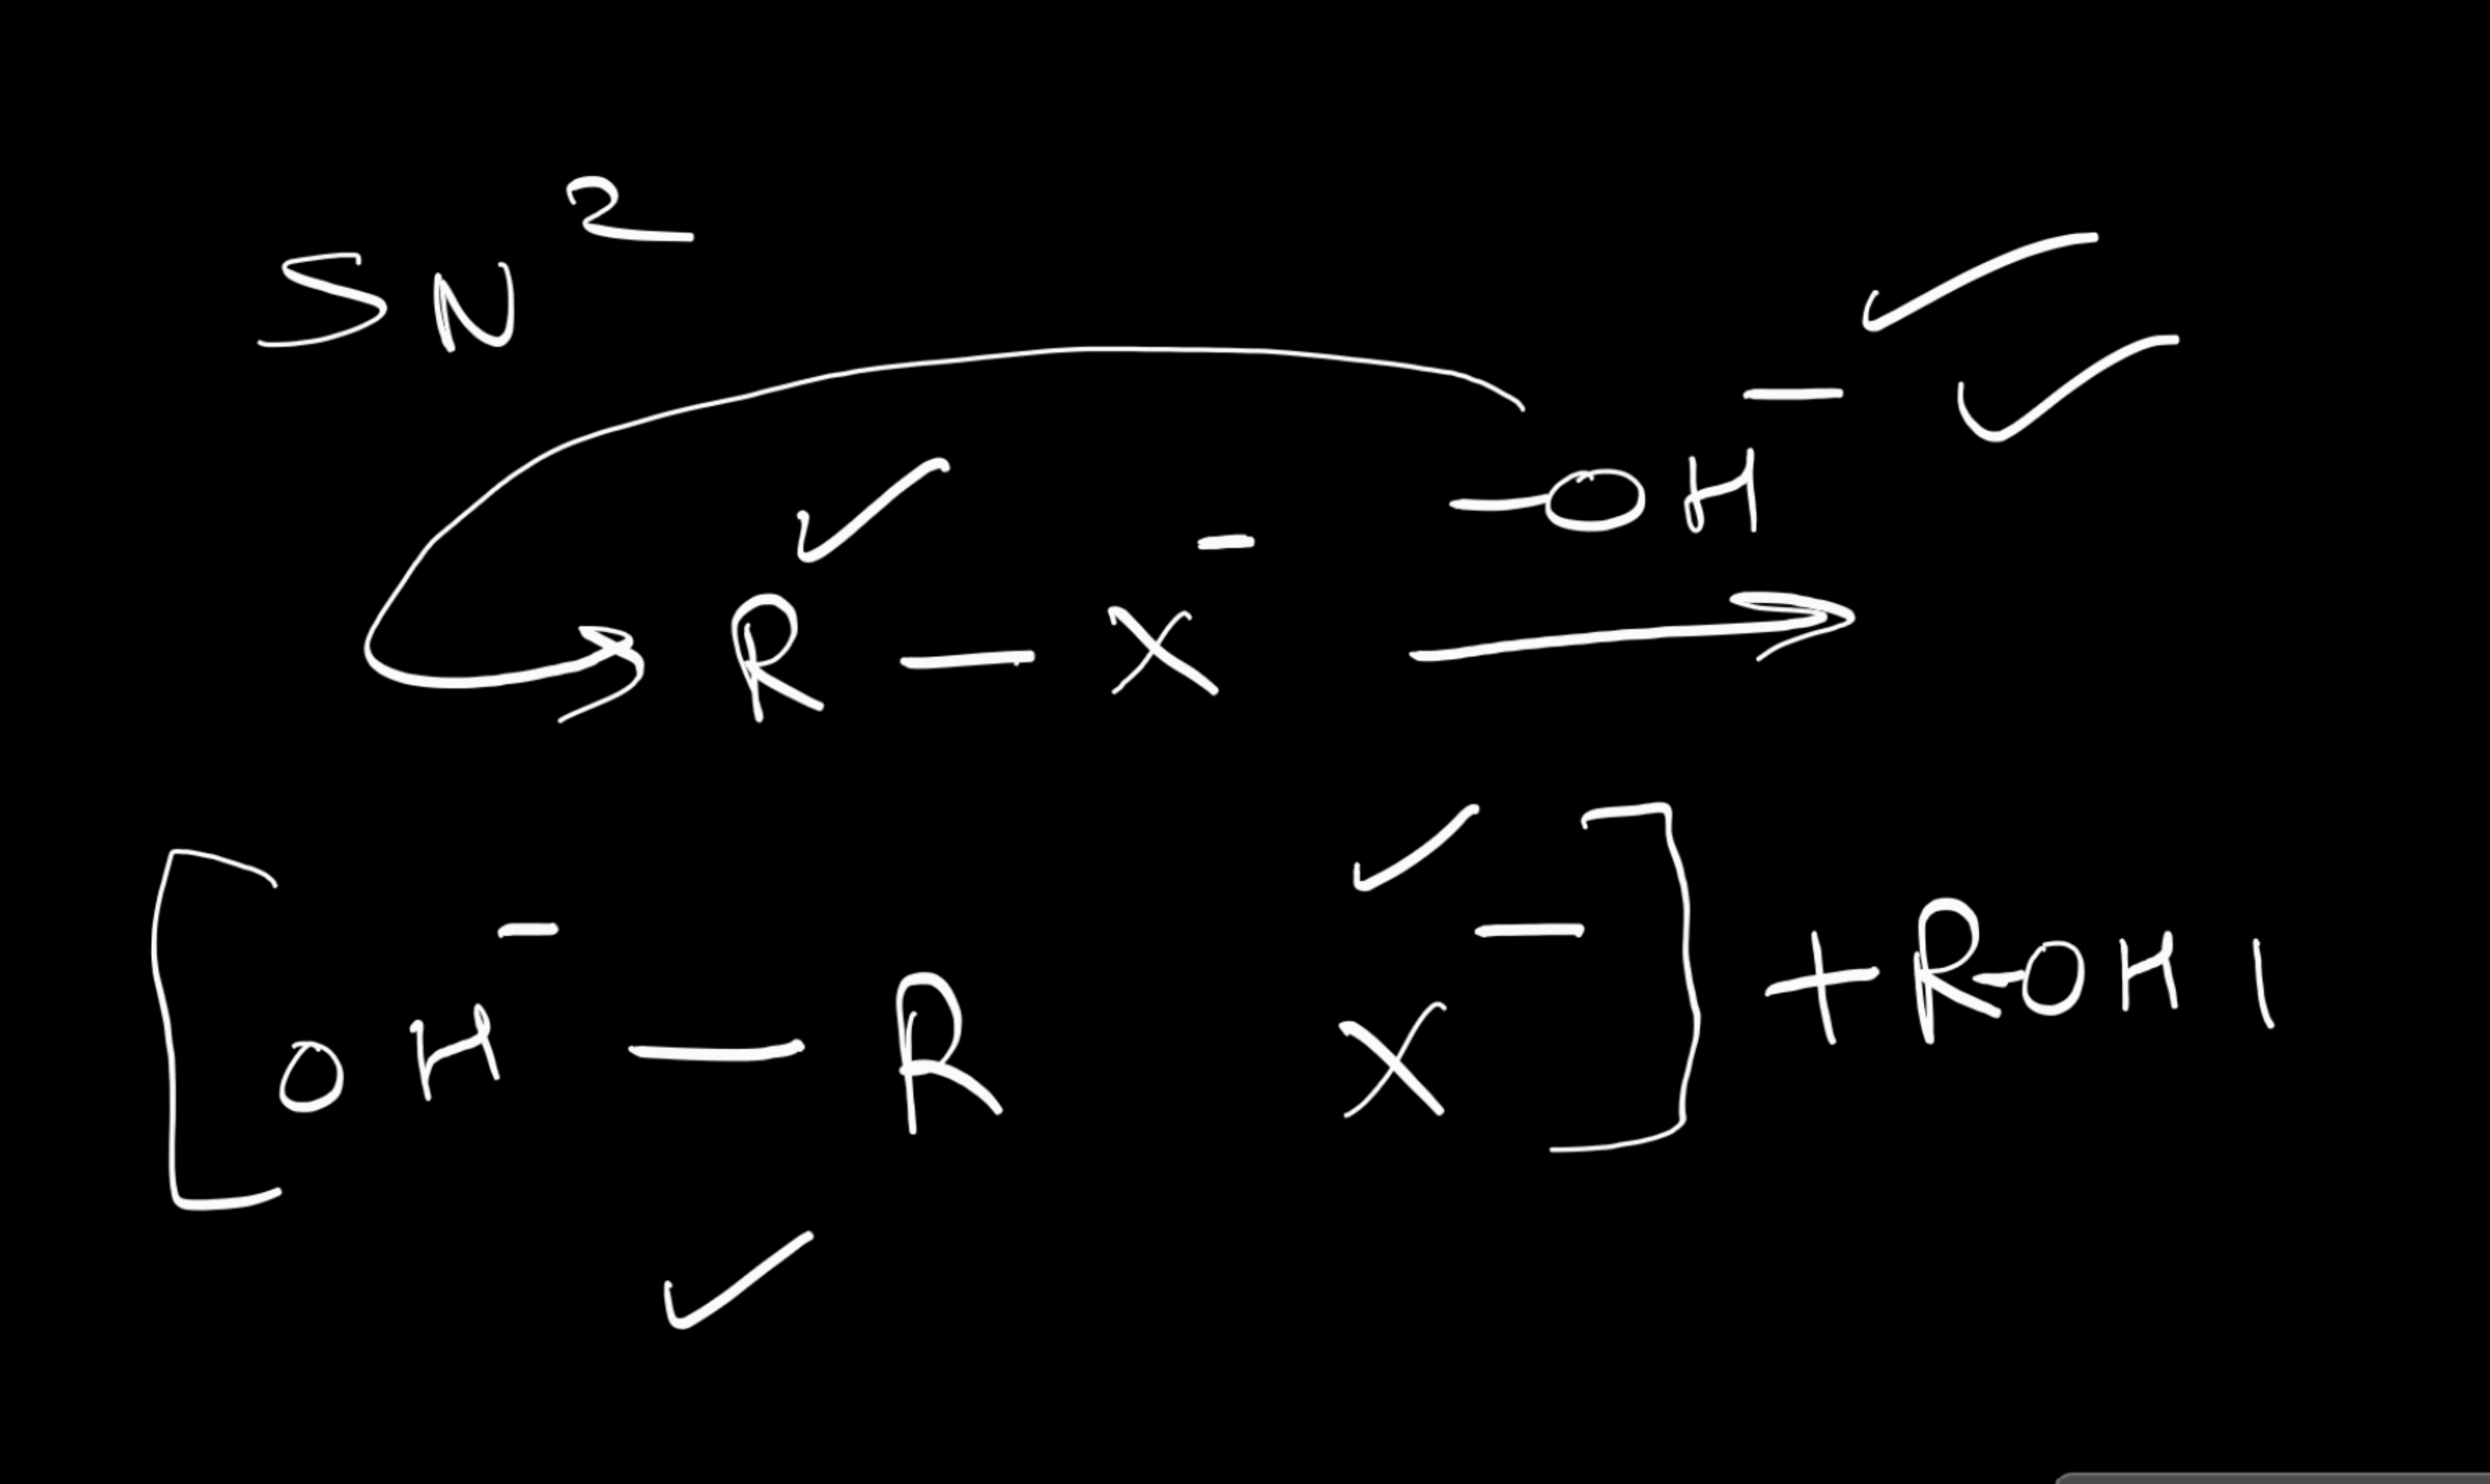 SN²
-OH⁻
R-X⁻ →
[OH⁻-R X⁻] + R-OH |